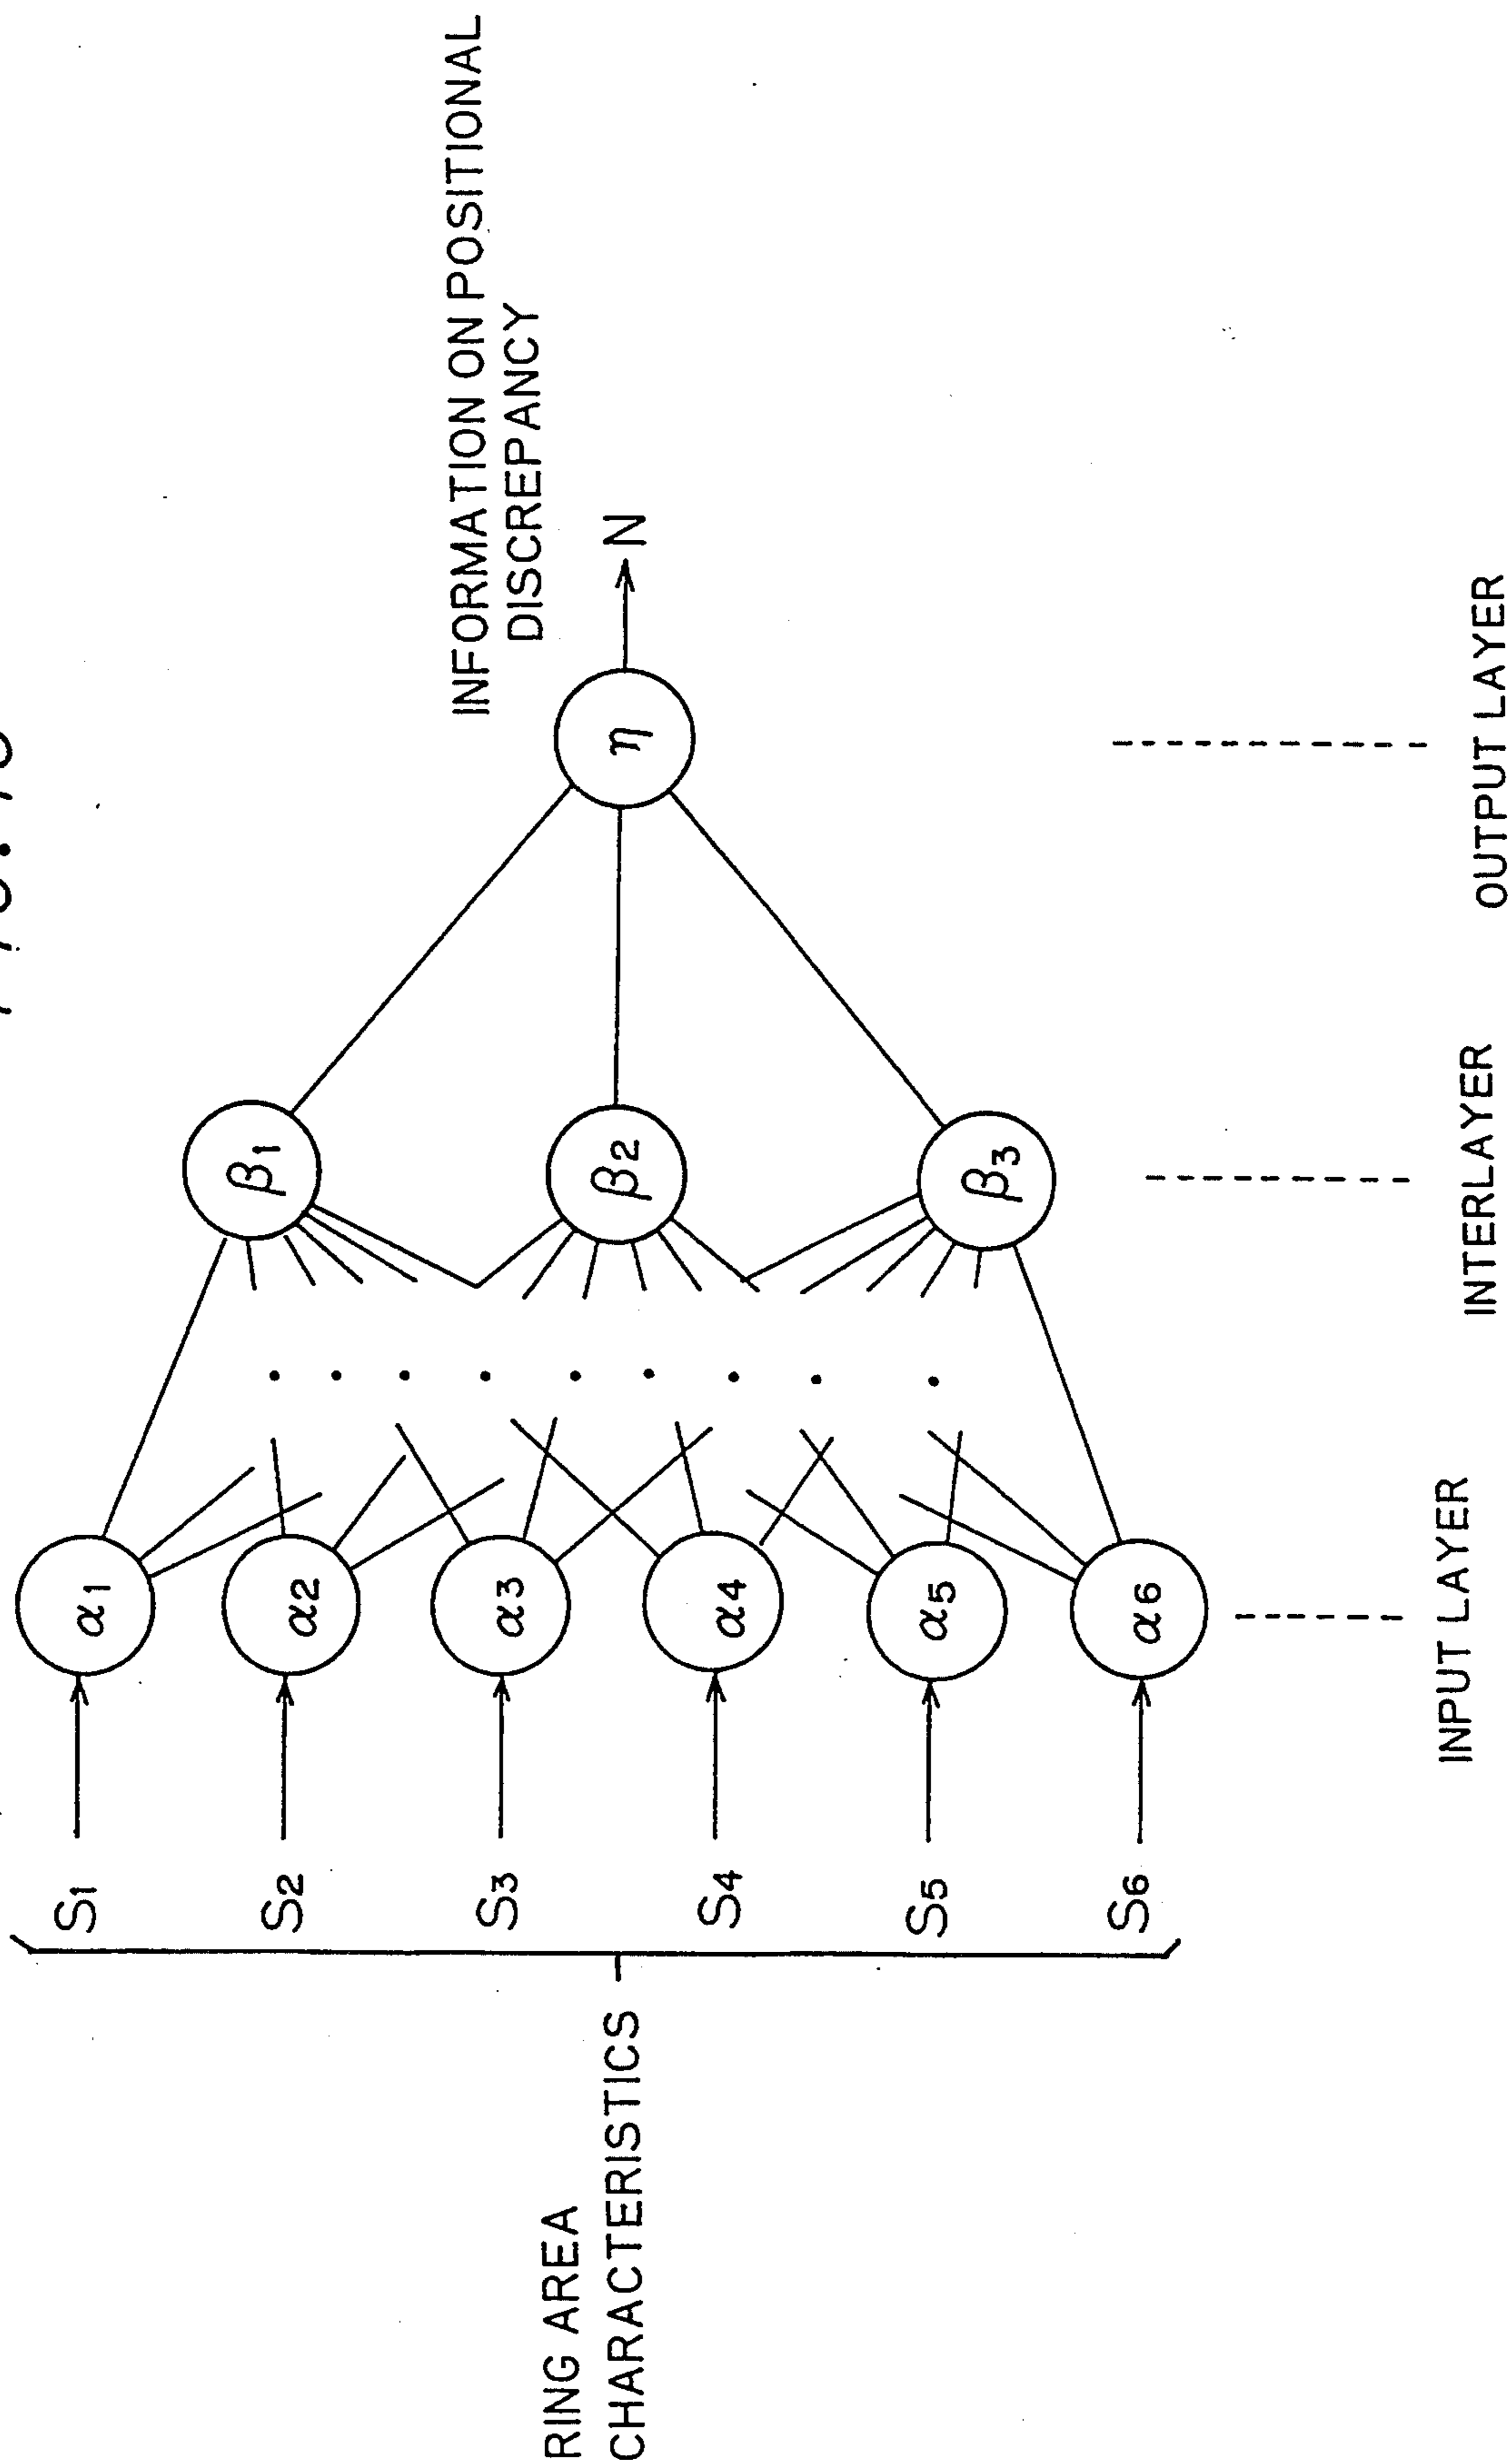 RING AREA
CHARACTERISTICS
S1
S2
S3
S4
S5
S6
α1
α2
α3
α4
α5
α6
β1
β2
β3
η
N
INFORMATION ON POSITIONAL
DISCREPANCY
INPUT LAYER
INTERLAYER
OUTPUT LAYER